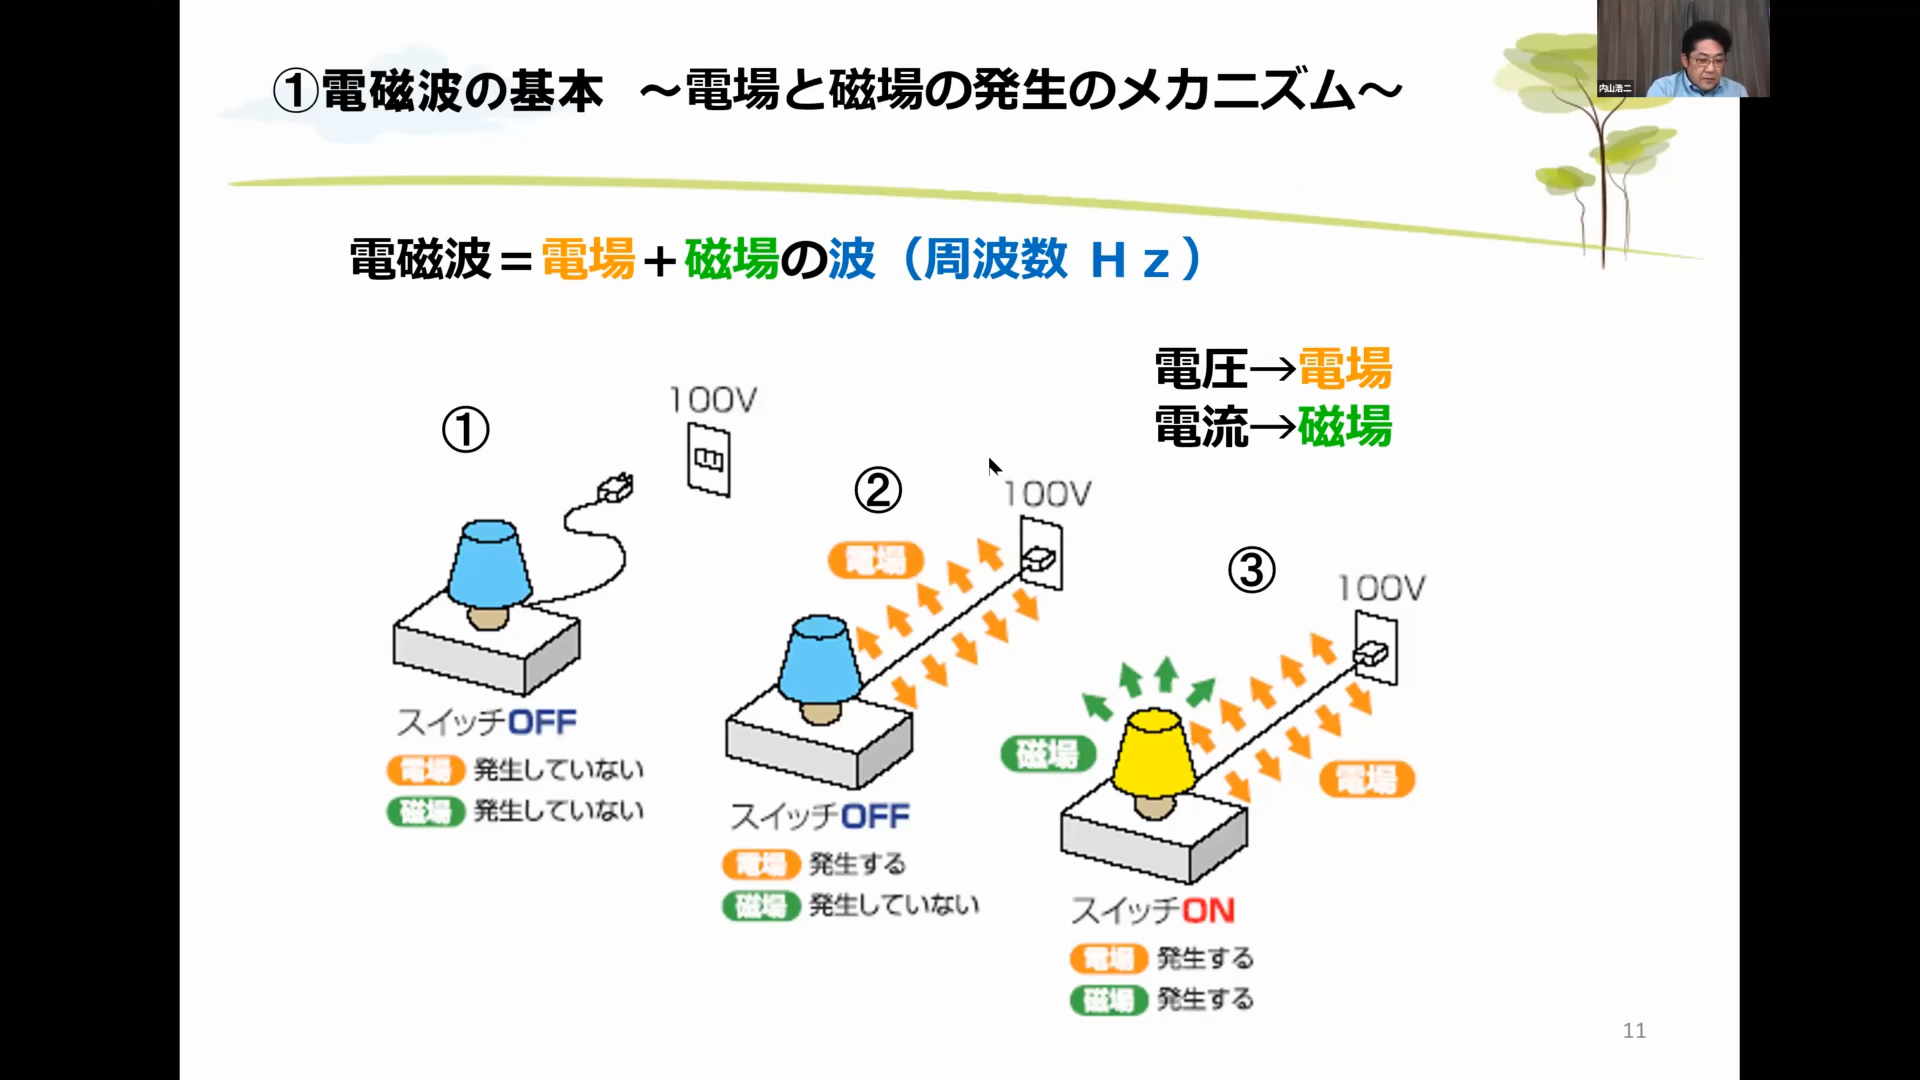 ①電磁波の基本　～電場と磁場の発生のメカニズム～
内山浩二
電磁波＝電場＋磁場の波（周波数 Ｈｚ）
電圧→電場
電流→磁場
①
100V
スイッチOFF
電場 発生していない
磁場 発生していない
②
100V
電場
スイッチOFF
電場 発生する
磁場 発生していない
③
100V
磁場
電場
スイッチON
電場 発生する
磁場 発生する
11